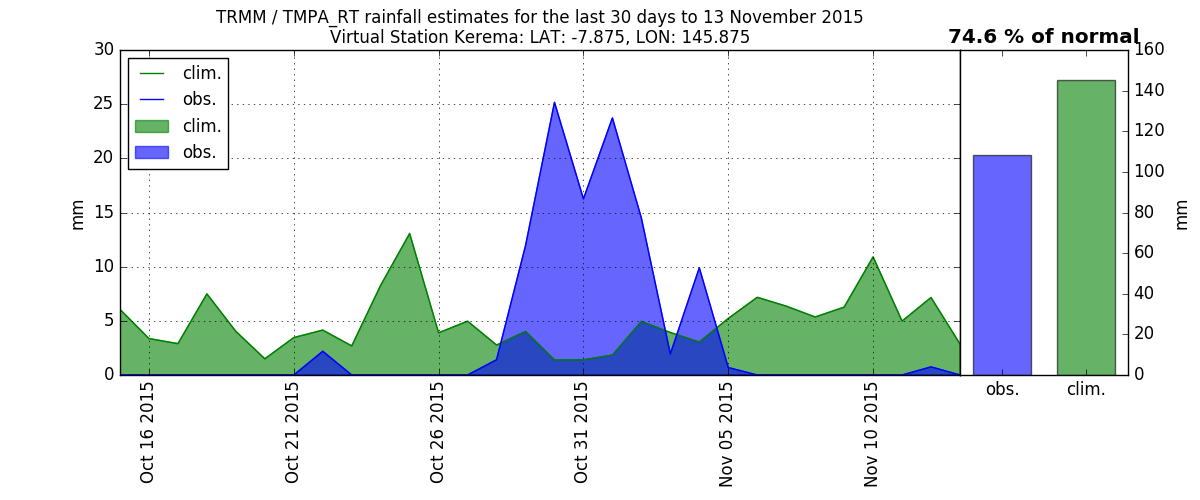 TRMM / TMPA_RT rainfall estimates for the last 30 days to 13 November 2015
Virtual Station Kerema: LAT: -7.875, LON: 145.875
74.6 % of normal
clim.
obs.
clim.
obs.
30
25
20
15
10
5
0
mm
Oct 16 2015
Oct 21 2015
Oct 26 2015
Oct 31 2015
Nov 05 2015
Nov 10 2015
160
140
120
100
80
60
40
20
0
mm
obs.
clim.